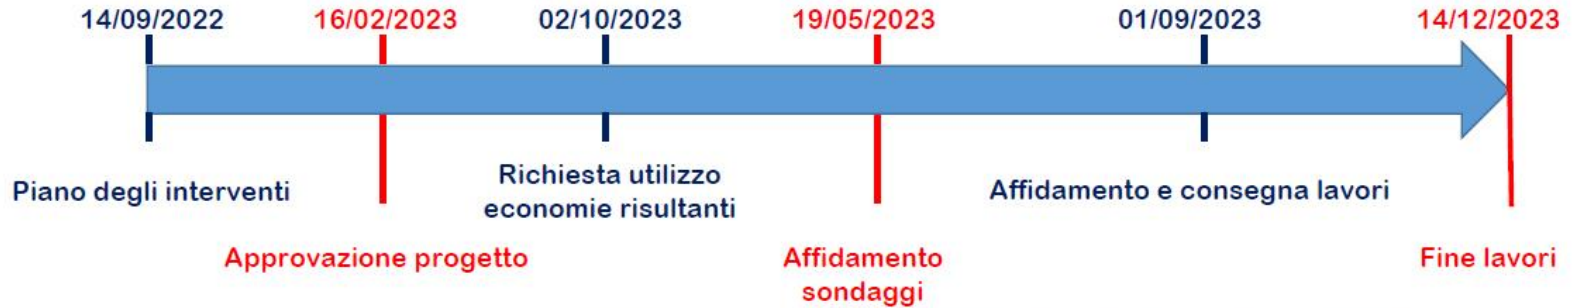 14/09/2022
16/02/2023
02/10/2023
19/05/2023
01/09/2023
14/12/2023
Piano degli interventi
Approvazione progetto
Richiesta utilizzo
economie risultanti
Affidamento
sondaggi
Affidamento e consegna lavori
Fine lavori